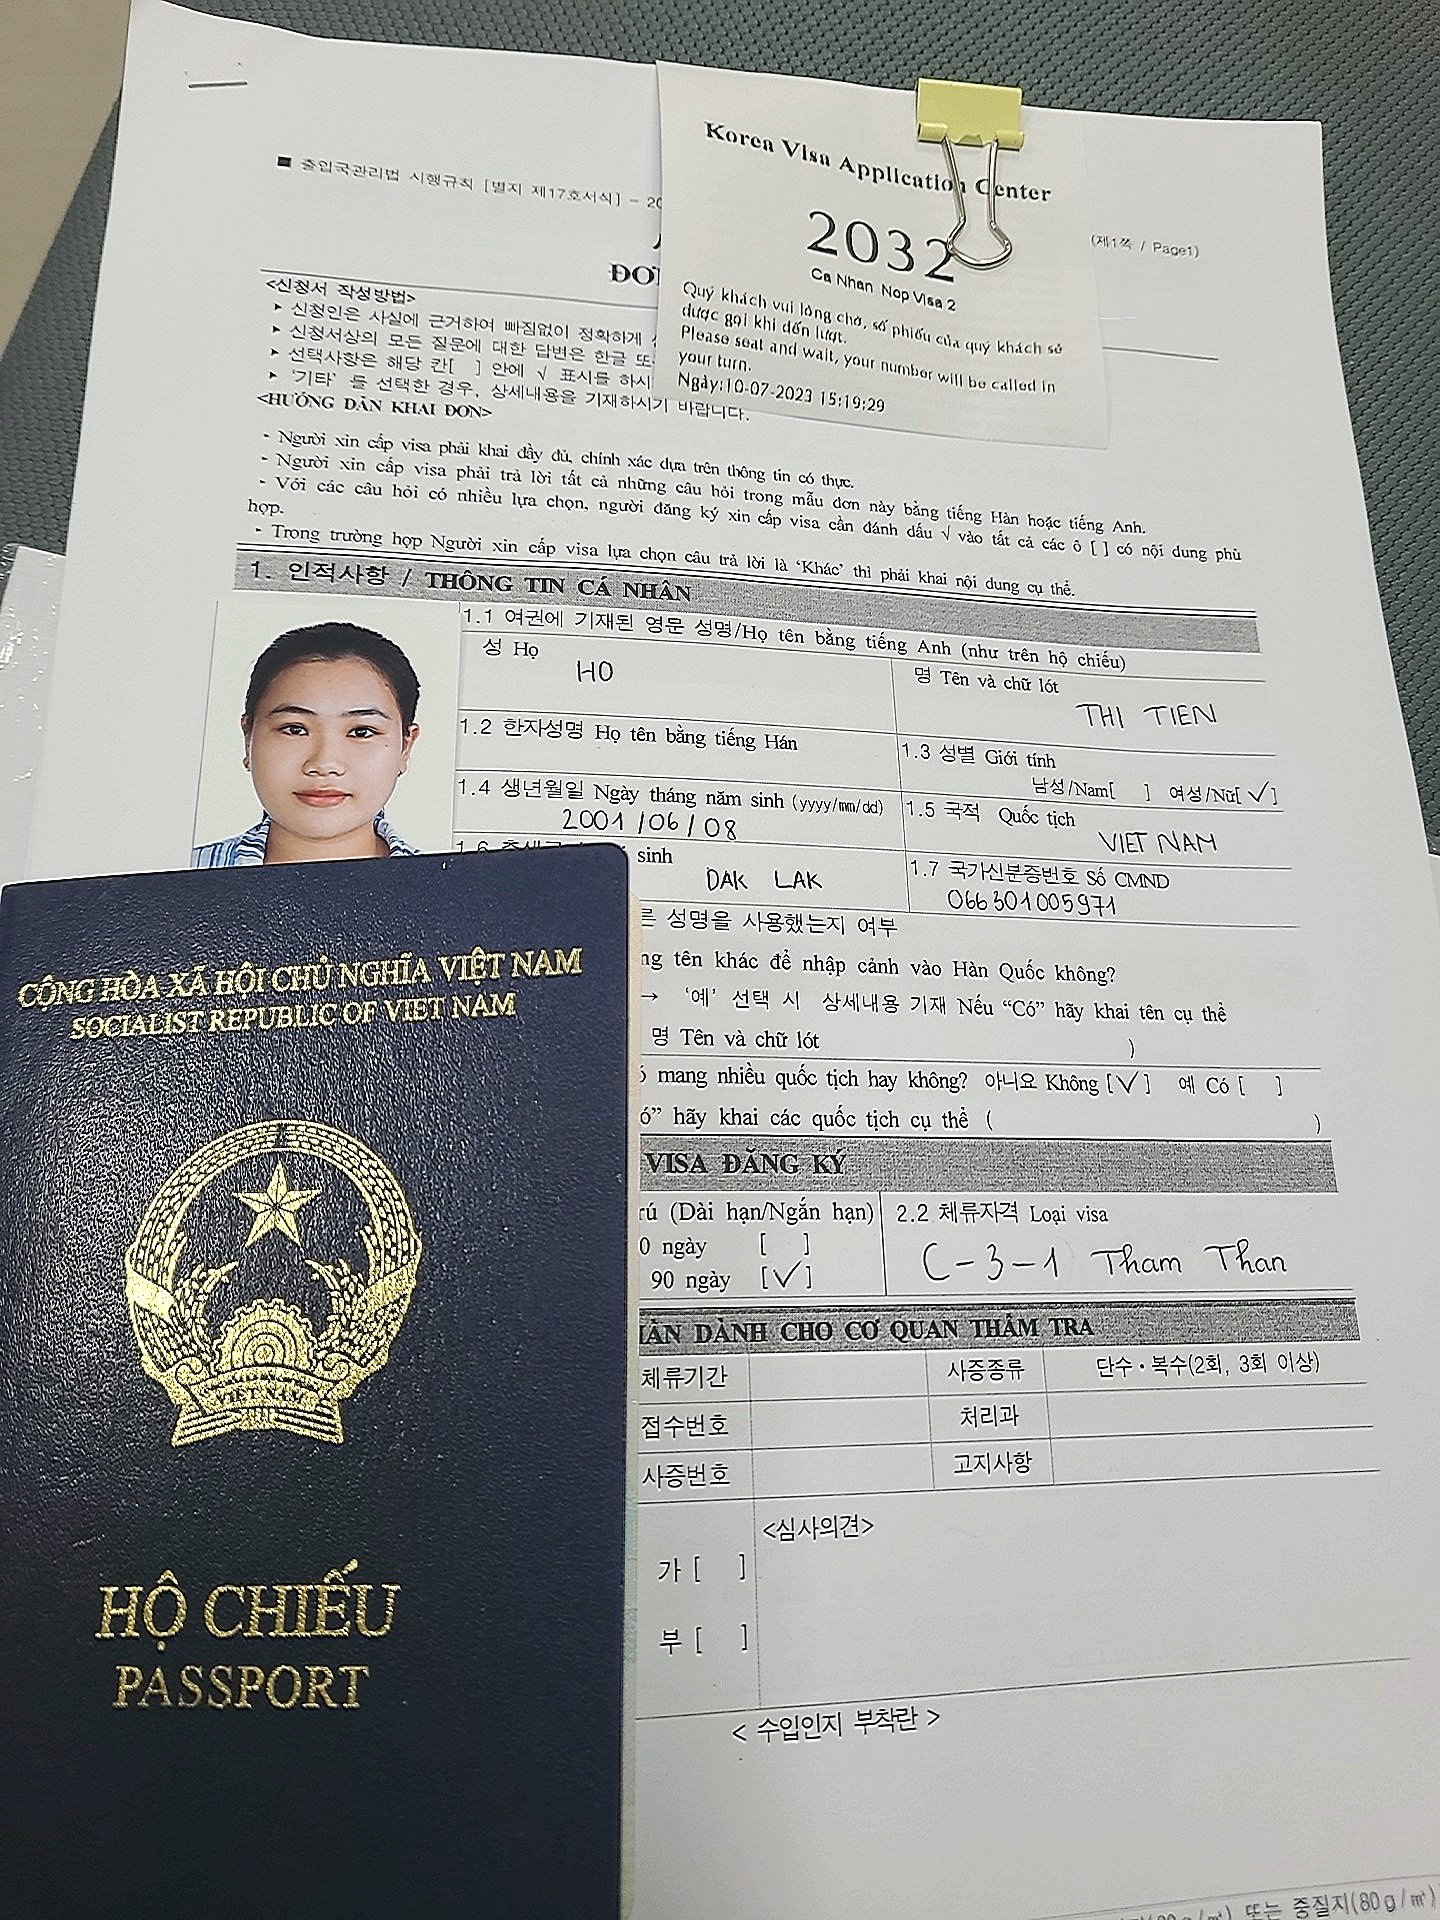 Korea Visa Application Center
2032
Ca Nhan Nop Visa 2
Quý khách vui lòng chờ, số phiếu của quý khách sẽ
được gọi khi đến lượt.
Please seat and wait, your number will be called in
your turn.
Ngày:10-07-2023 15:19:29
■ 출입국관리법 시행규칙 [별지 제17호서식] - 20
(제1쪽 / Page1)
ĐƠ
<신청서 작성방법>
▸ 신청인은 사실에 근거하여 빠짐없이 정확하게
▸ 신청서상의 모든 질문에 대한 답변은 한글 또
▸ 선택사항은 해당 칸[ ] 안에 √ 표시를 하시
▸ '기타' 를 선택한 경우, 상세내용을 기재하시기 바랍니다.
<HƯỚNG DẪN KHAI ĐƠN>
- Người xin cấp visa phải khai đầy đủ, chính xác dựa trên thông tin có thực.
- Người xin cấp visa phải trả lời tất cả những câu hỏi trong mẫu đơn này bằng tiếng Hàn hoặc tiếng Anh.
- Với các câu hỏi có nhiều lựa chọn, người đăng ký xin cấp visa cần đánh dấu √ vào tất cả các ô [ ] có nội dung phù
hợp.
- Trong trường hợp Người xin cấp visa lựa chọn câu trả lời là 'Khác' thì phải khai nội dung cụ thể.
1. 인적사항 / THÔNG TIN CÁ NHÂN
1.1 여권에 기재된 영문 성명/Họ tên bằng tiếng Anh (như trên hộ chiếu)
성 Họ
HO
명 Tên và chữ lót
THI TIEN
1.2 한자성명 Họ tên bằng tiếng Hán
1.3 성별 Giới tính
남성/Nam[ ] 여성/Nữ[√]
1.4 생년월일 Ngày tháng năm sinh (yyyy/mm/dd)
2001/06/08
1.5 국적 Quốc tịch
VIET NAM
1.6 sinh
DAK LAK
1.7 국가신분증번호 Số CMND
066301005971
른 성명을 사용했는지 여부
ng tên khác để nhập cảnh vào Hàn Quốc không?
→ '예' 선택 시 상세내용 기재 Nếu "Có" hãy khai tên cụ thể
명 Tên và chữ lót )
ó mang nhiều quốc tịch hay không? 아니요 Không [√] 예 Có [ ]
ó" hãy khai các quốc tịch cụ thể ( )
VISA ĐĂNG KÝ
rú (Dài hạn/Ngắn hạn)
0 ngày [ ]
90 ngày [√]
2.2 체류자격 Loại visa
C-3-1 Tham Than
ẦN DÀNH CHO CƠ QUAN THẨM TRA
체류기간 사증종류 단수·복수(2회, 3회 이상)
접수번호 처리과
사증번호 고지사항
<심사의견>
가 [ ]
부 [ ]
< 수입인지 부착란 >
또는 중질지(80g/㎡)
CỘNG HÒA XÃ HỘI CHỦ NGHĨA VIỆT NAM
SOCIALIST REPUBLIC OF VIET NAM
VIET NAM
HỘ CHIẾU
PASSPORT